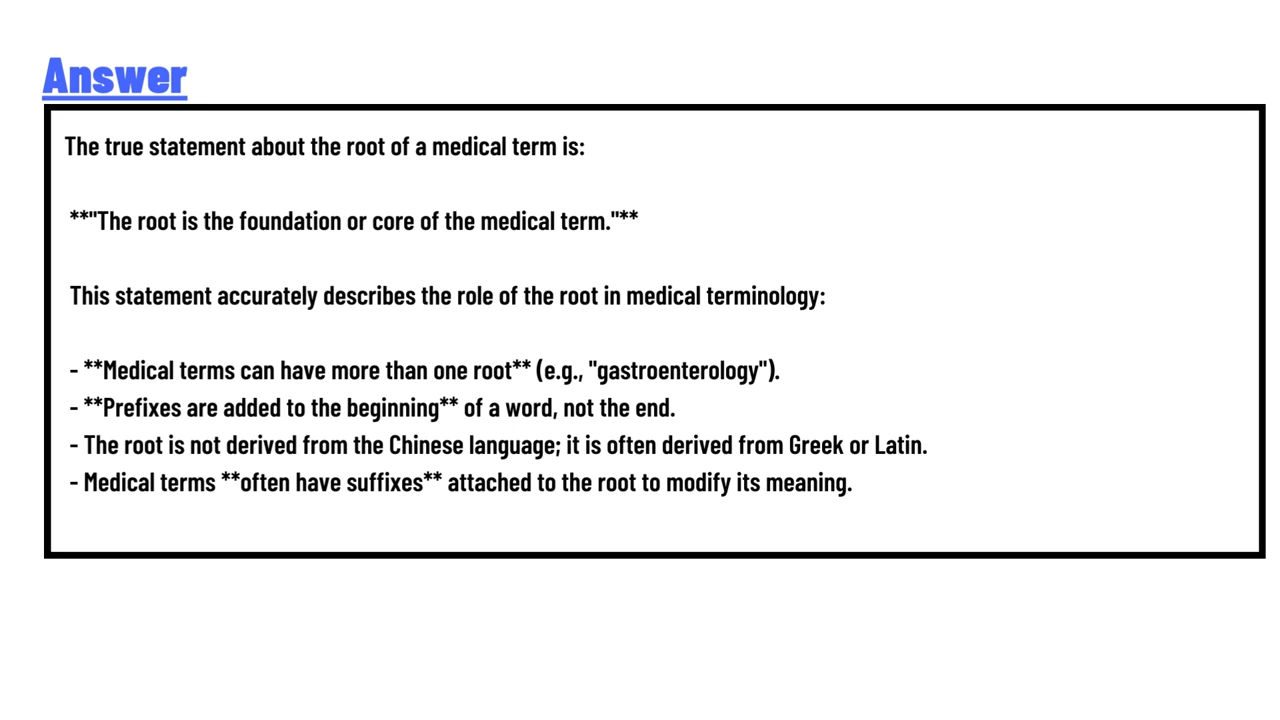 Answer
The true statement about the root of a medical term is:
**"The root is the foundation or core of the medical term."**
This statement accurately describes the role of the root in medical terminology:
- **Medical terms can have more than one root** (e.g., "gastroenterology").
- **Prefixes are added to the beginning** of a word, not the end.
- The root is not derived from the Chinese language; it is often derived from Greek or Latin.
- Medical terms **often have suffixes** attached to the root to modify its meaning.